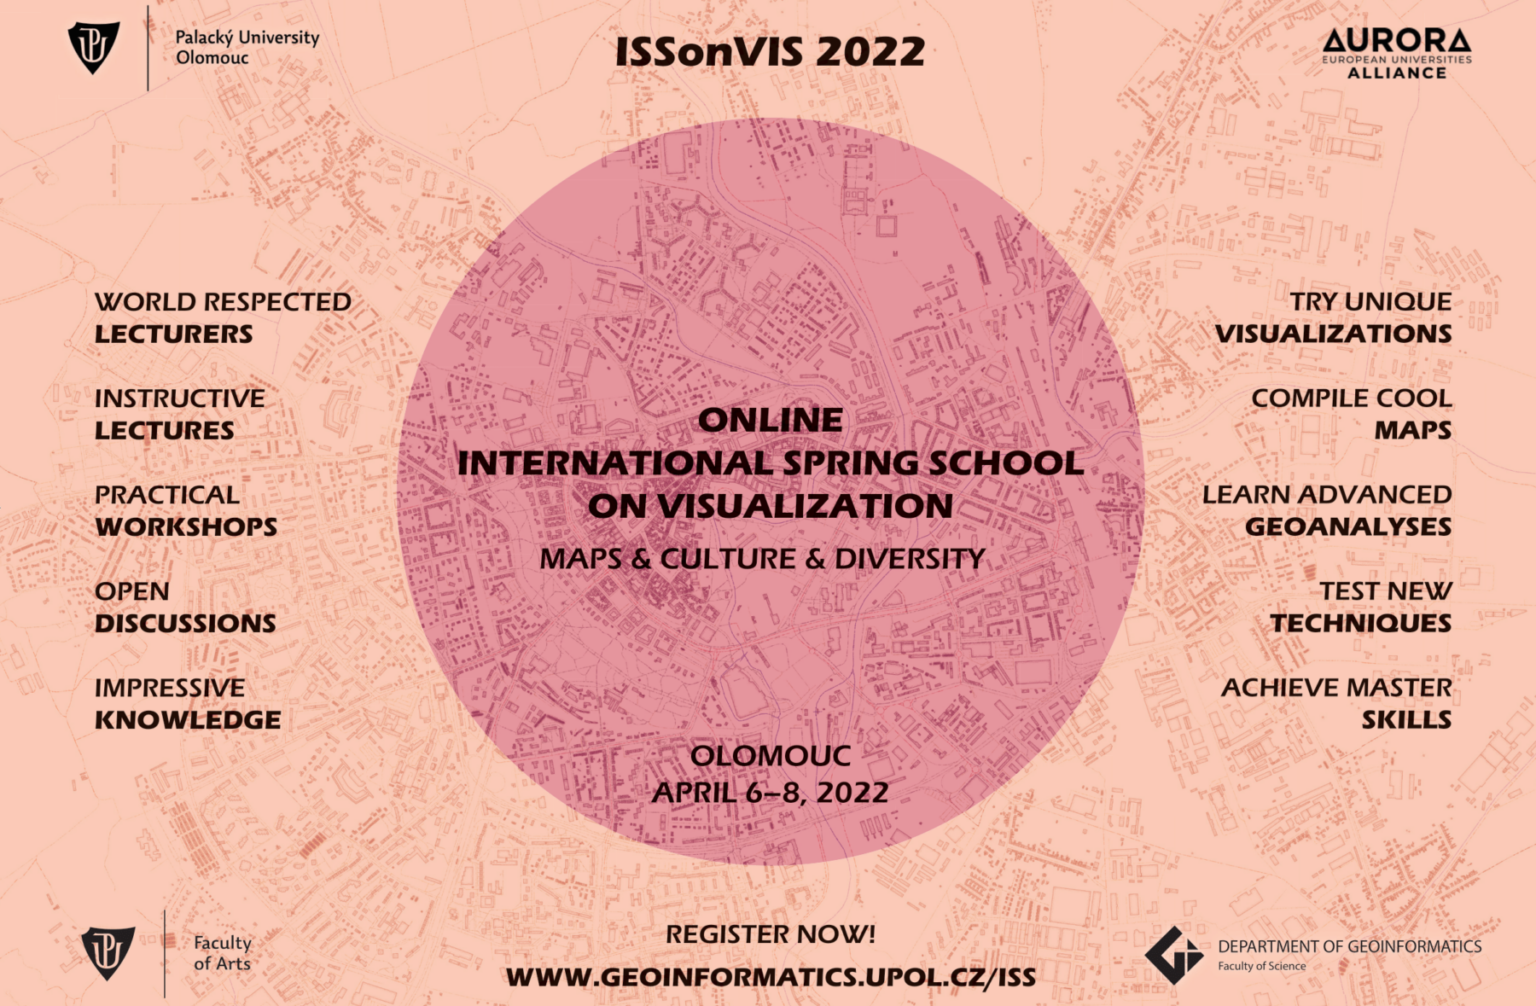 Palacký University
Olomouc
ISSonVIS 2022
AURORA
EUROPEAN UNIVERSITIES
ALLIANCE
WORLD RESPECTED
LECTURERS
INSTRUCTIVE
LECTURES
PRACTICAL
WORKSHOPS
OPEN
DISCUSSIONS
IMPRESSIVE
KNOWLEDGE
ONLINE
INTERNATIONAL SPRING SCHOOL
ON VISUALIZATION
MAPS & CULTURE & DIVERSITY
OLOMOUC
APRIL 6–8, 2022
TRY UNIQUE
VISUALIZATIONS
COMPILE COOL
MAPS
LEARN ADVANCED
GEOANALYSES
TEST NEW
TECHNIQUES
ACHIEVE MASTER
SKILLS
Faculty
of Arts
REGISTER NOW!
WWW.GEOINFORMATICS.UPOL.CZ/ISS
DEPARTMENT OF GEOINFORMATICS
Faculty of Science